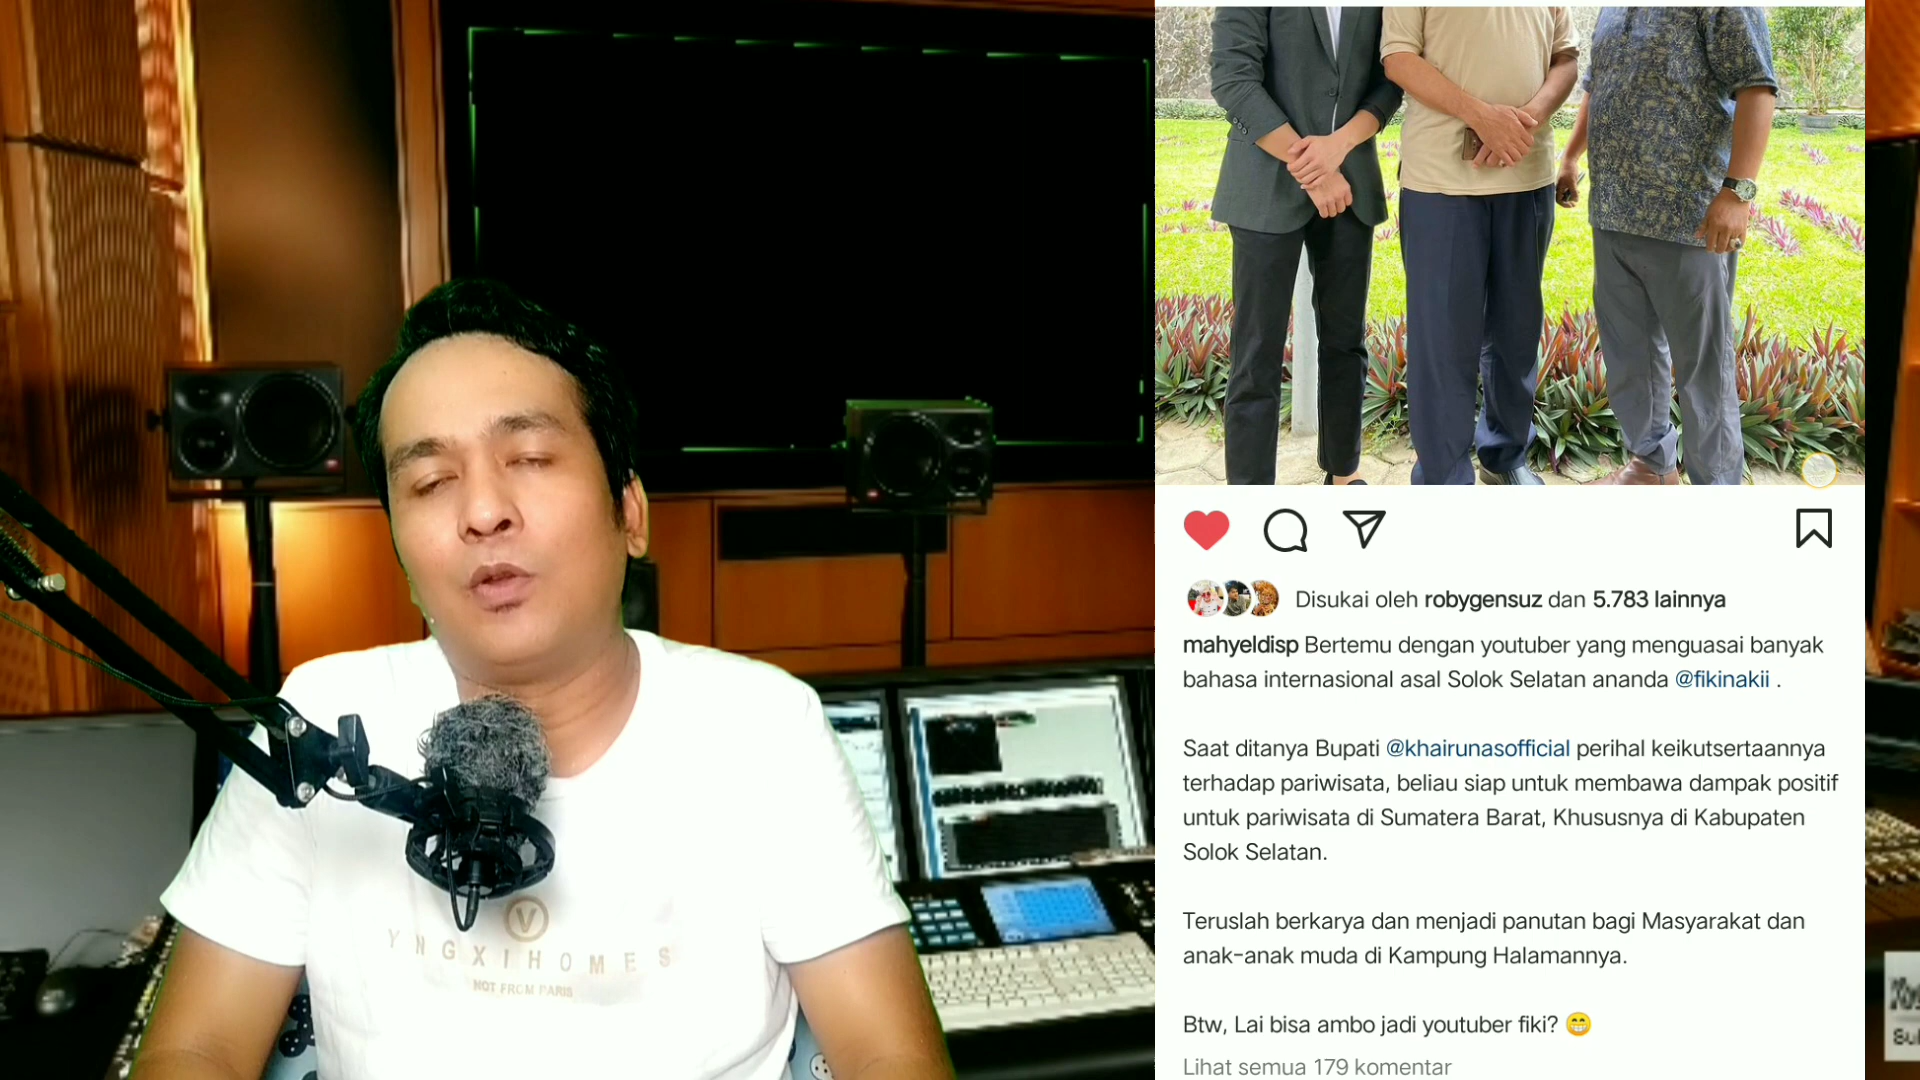 V
YNGXIHOMES
NOT FROM PARIS
Disukai oleh robygensuz dan 5.783 lainnya
mahyeldisp Bertemu dengan youtuber yang menguasai banyak
bahasa internasional asal Solok Selatan ananda @fikinakii .
Saat ditanya Bupati @khairunasofficial perihal keikutsertaannya
terhadap pariwisata, beliau siap untuk membawa dampak positif
untuk pariwisata di Sumatera Barat, Khususnya di Kabupaten
Solok Selatan.
Teruslah berkarya dan menjadi panutan bagi Masyarakat dan
anak-anak muda di Kampung Halamannya.
Btw, Lai bisa ambo jadi youtuber fiki? 😁
Lihat semua 179 komentar